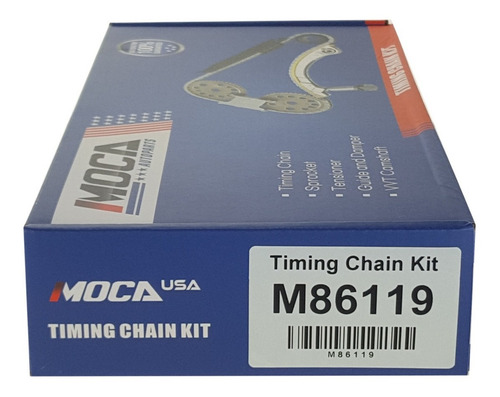 TIMING CHAIN KIT
MOCA
AUTOPARTS
· Timing Chain
· Sprocket
· Tensioner
· Guide and Damper
· VVT Camshaft
MOCA USA
TIMING CHAIN KIT
Timing Chain Kit
M86119
M86119